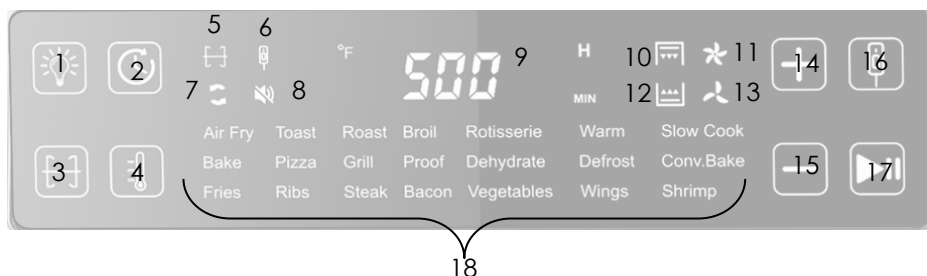 5 6
1 2 °F 500 9 H 10 11 14 16
7 8 MIN 12 13
Air Fry Toast Roast Broil Rotisserie Warm Slow Cook
3 4 Bake Pizza Grill Proof Dehydrate Defrost Conv.Bake 15 17
Fries Ribs Steak Bacon Vegetables Wings Shrimp
18